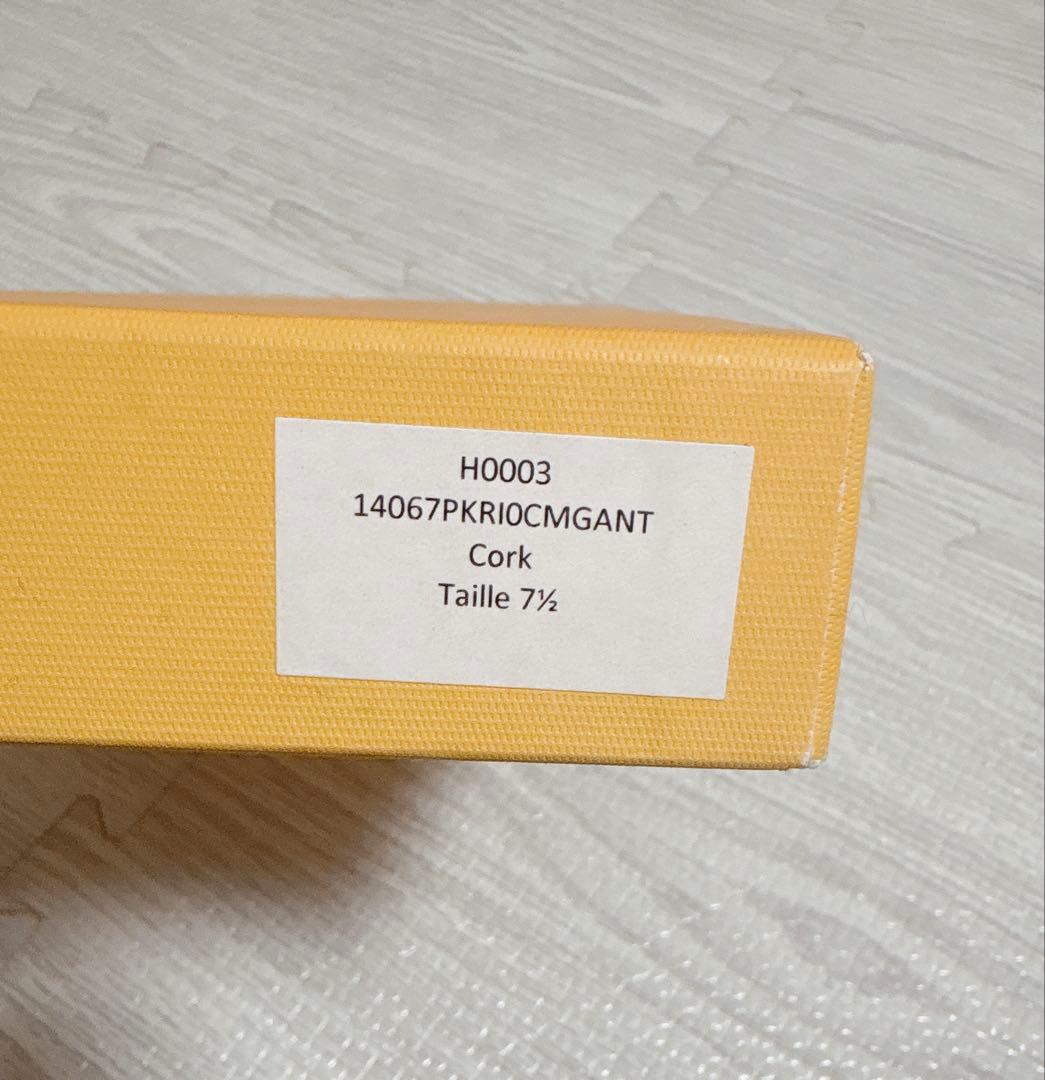 H0003
14067PKRI0CMGANT
Cork
Taille 7½